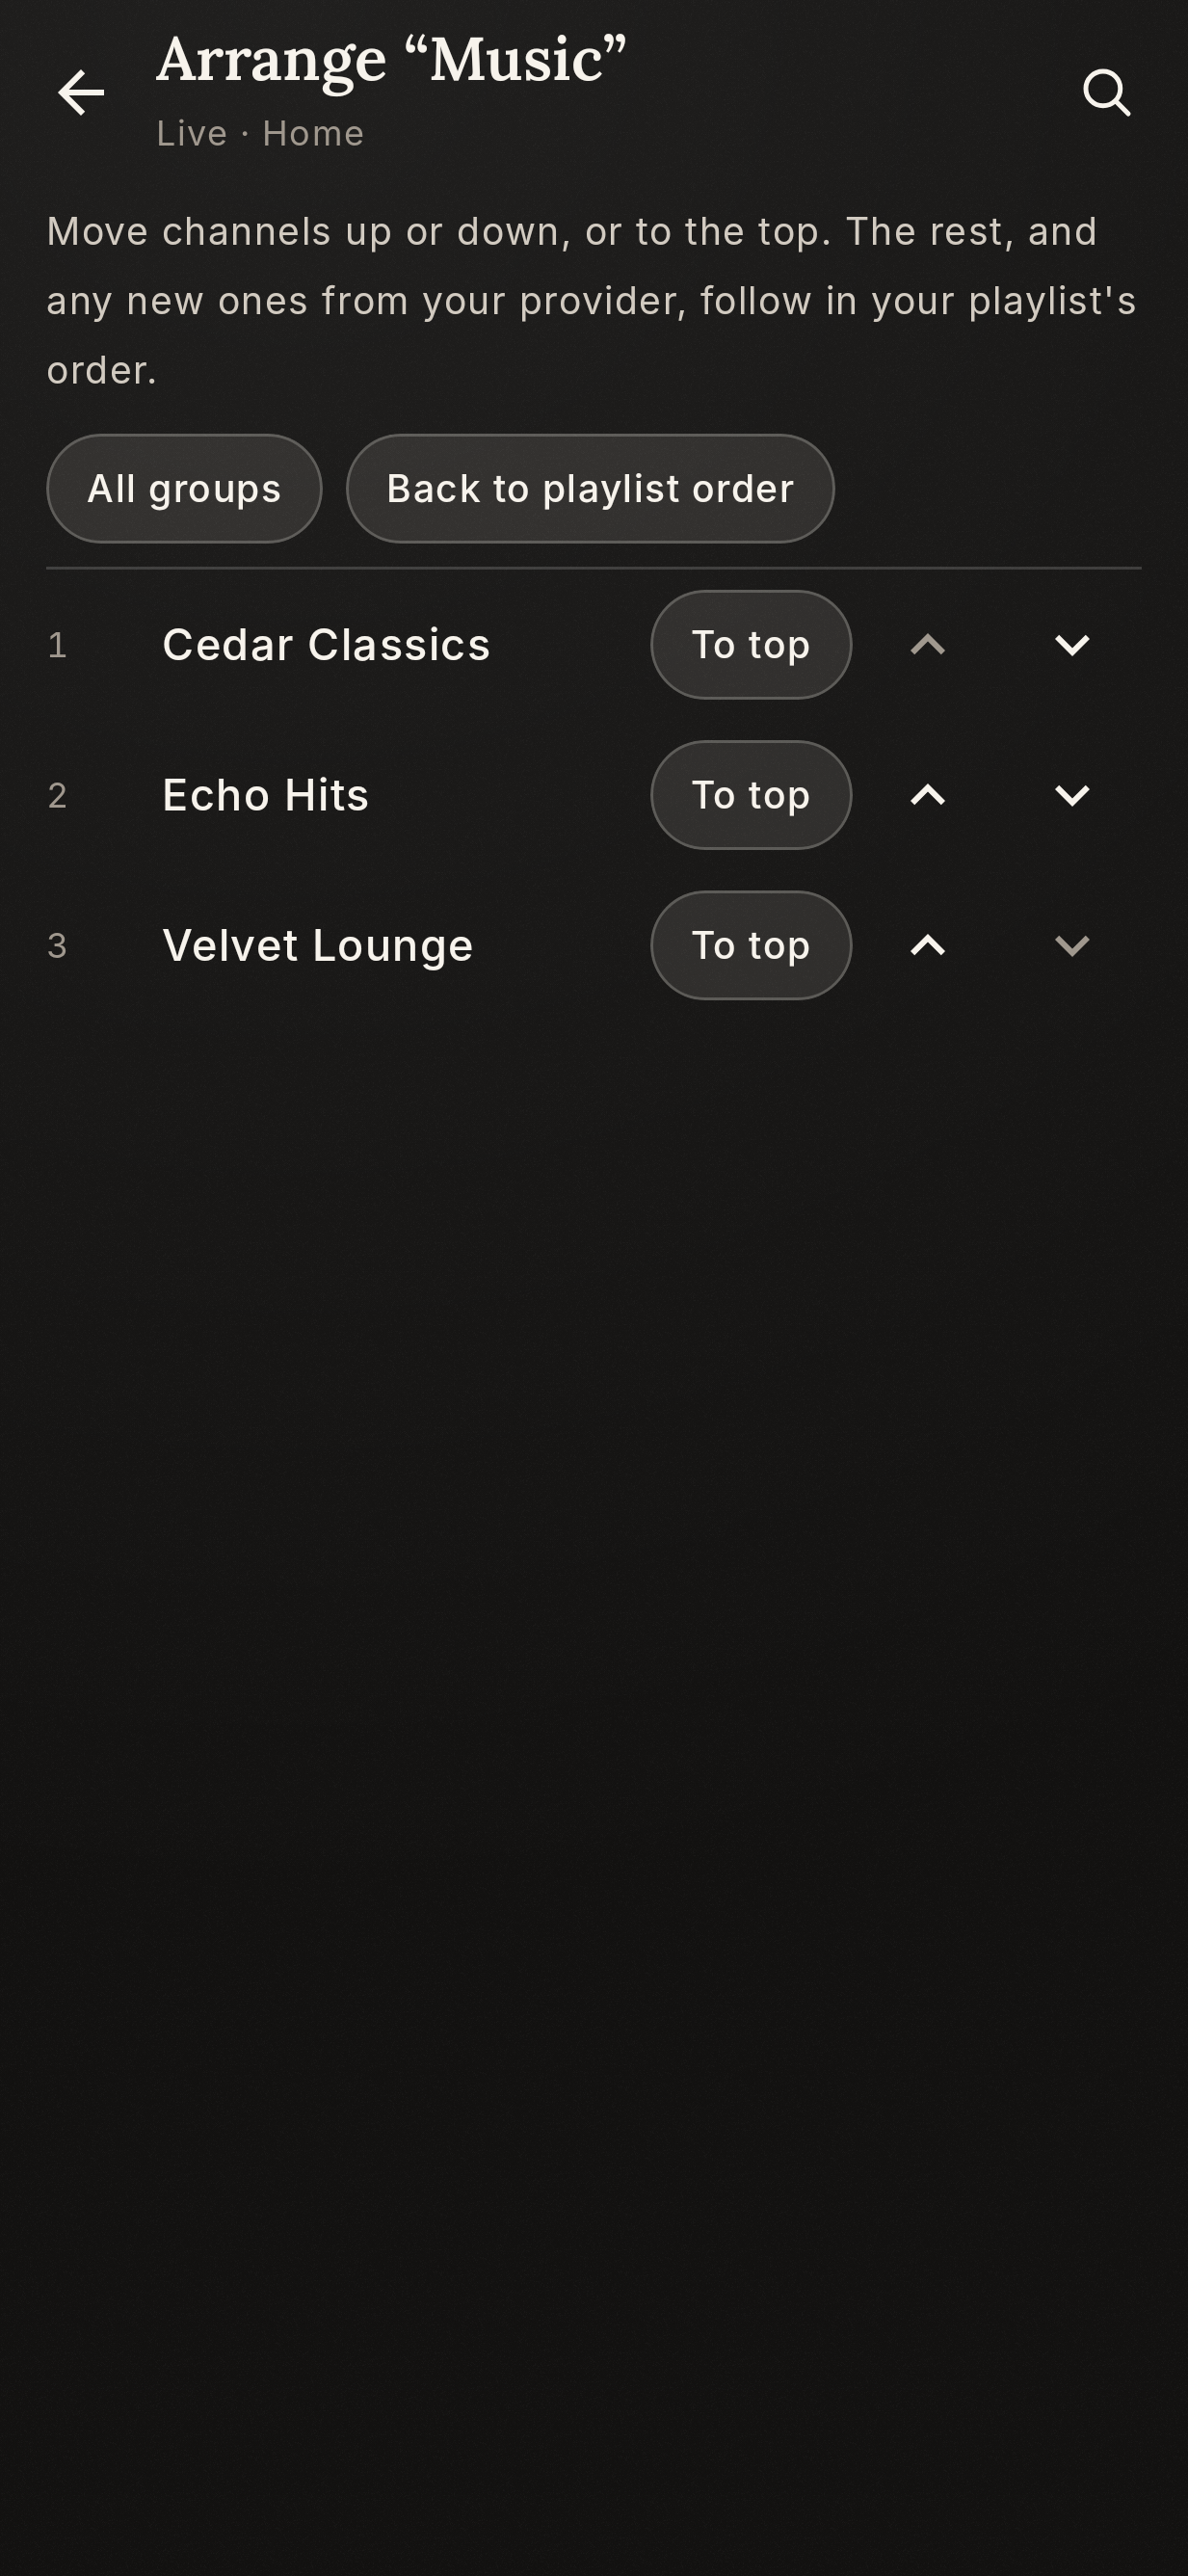 Arrange “Music”
Live · Home
Move channels up or down, or to the top. The rest, and
any new ones from your provider, follow in your playlist's
order.
All groups Back to playlist order
1 Cedar Classics To top
2 Echo Hits To top
3 Velvet Lounge To top